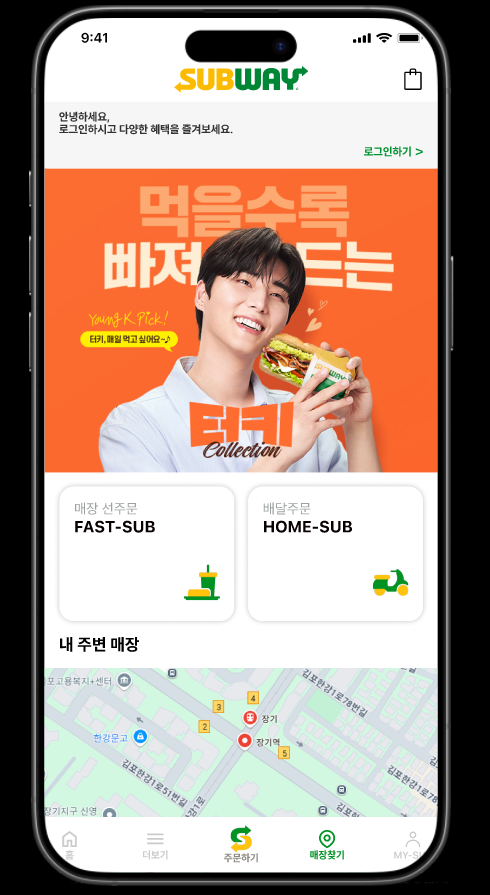 9:41
SUBWAY
안녕하세요,
로그인하시고 다양한 혜택을 즐겨보세요.
로그인하기 >
먹을수록
빠져 드는
Young K Pick!
터키, 매일 먹고 싶어요~♪
SUBWAY
터키
Collection
매장 선주문
FAST-SUB
배달주문
HOME-SUB
내 주변 매장
포고용복지+센터
김포한강1로78번길
4
3
장기
2
한강문고
장기역
5
김포한강1로51번길
김포한강1로78번길
장기지구 신영
홈
더보기
주문하기
매장찾기
MY-S